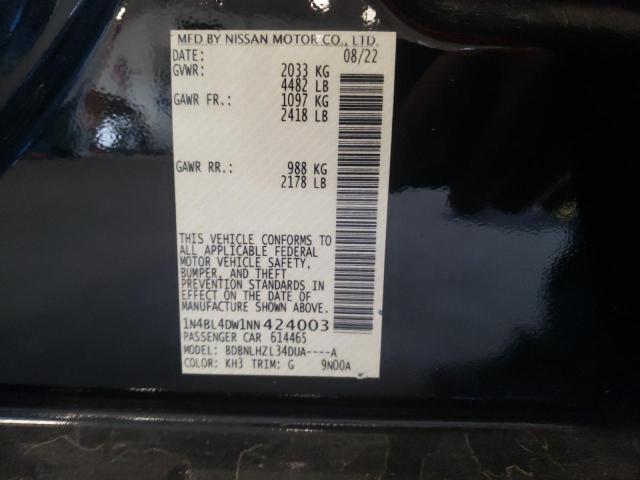 MFD BY NISSAN MOTOR CO., LTD.
DATE: 08/22
GVWR: 2033 KG
4482 LB
GAWR FR.: 1097 KG
2418 LB
GAWR RR.: 988 KG
2178 LB
THIS VEHICLE CONFORMS TO
ALL APPLICABLE FEDERAL
MOTOR VEHICLE SAFETY,
BUMPER, AND THEFT
PREVENTION STANDARDS IN
EFFECT ON THE DATE OF
MANUFACTURE SHOWN ABOVE.
1N4BL4DW1NN424003
PASSENGER CAR 614465
MODEL: BDBNLHZL34DUA----A
COLOR: KH3 TRIM: G 9N00A